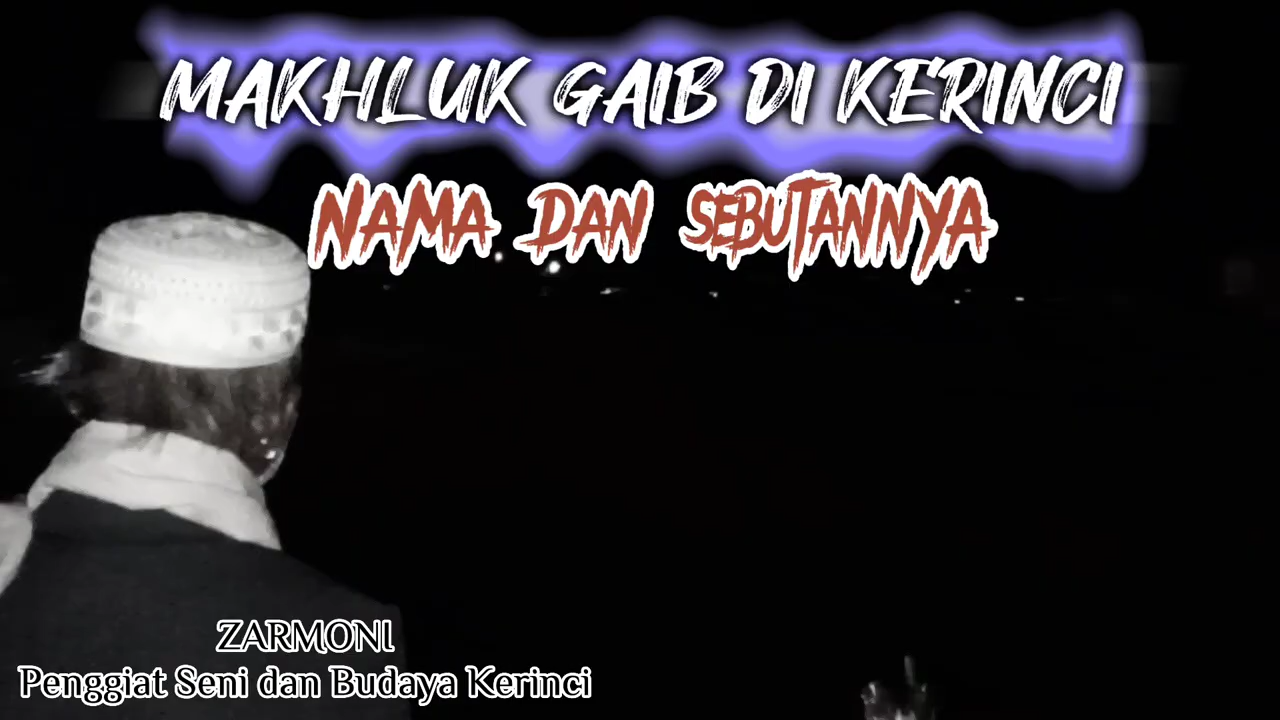 MAKHLUK GAIB DI KERINCI
NAMA DAN SEBUTANNYA
ZARMONI
Penggiat Seni dan Budaya Kerinci